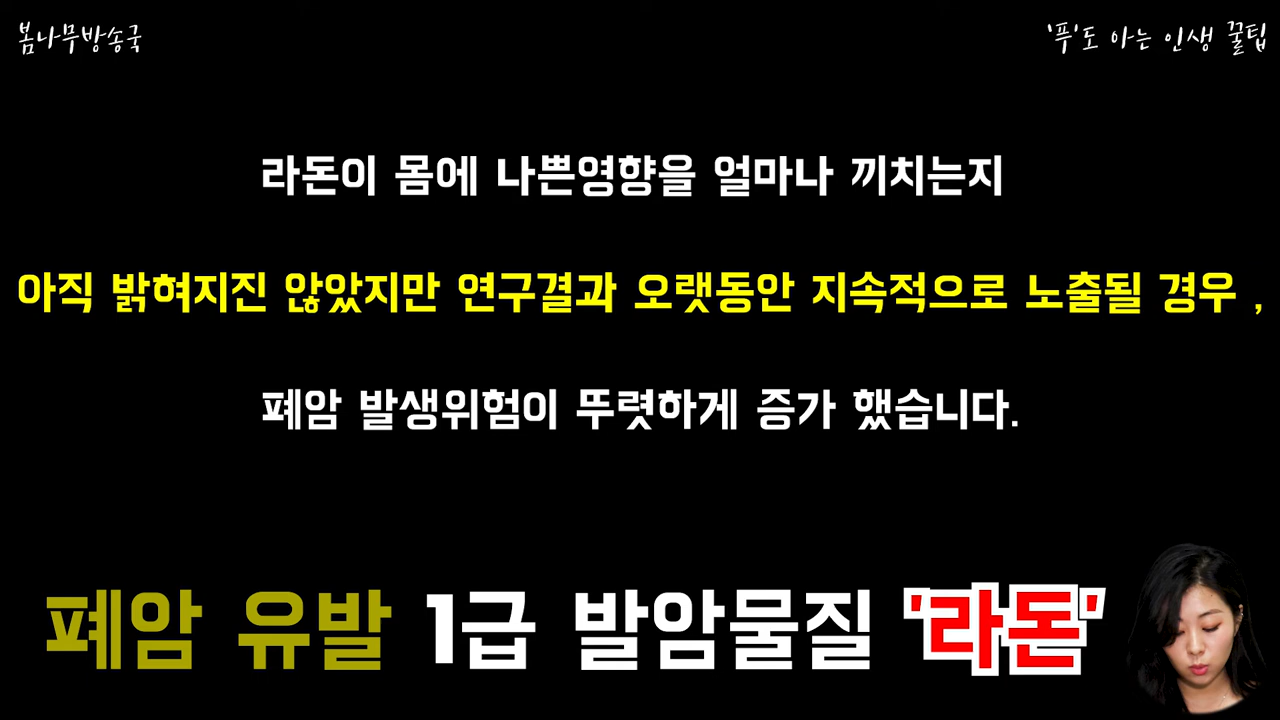 봄나무방송국
'푸'도 아는 인생 꿀팁
라돈이 몸에 나쁜영향을 얼마나 끼치는지
아직 밝혀지진 않았지만 연구결과 오랫동안 지속적으로 노출될 경우 ,
폐암 발생위험이 뚜렷하게 증가 했습니다.
폐암 유발 1급 발암물질 '라돈'